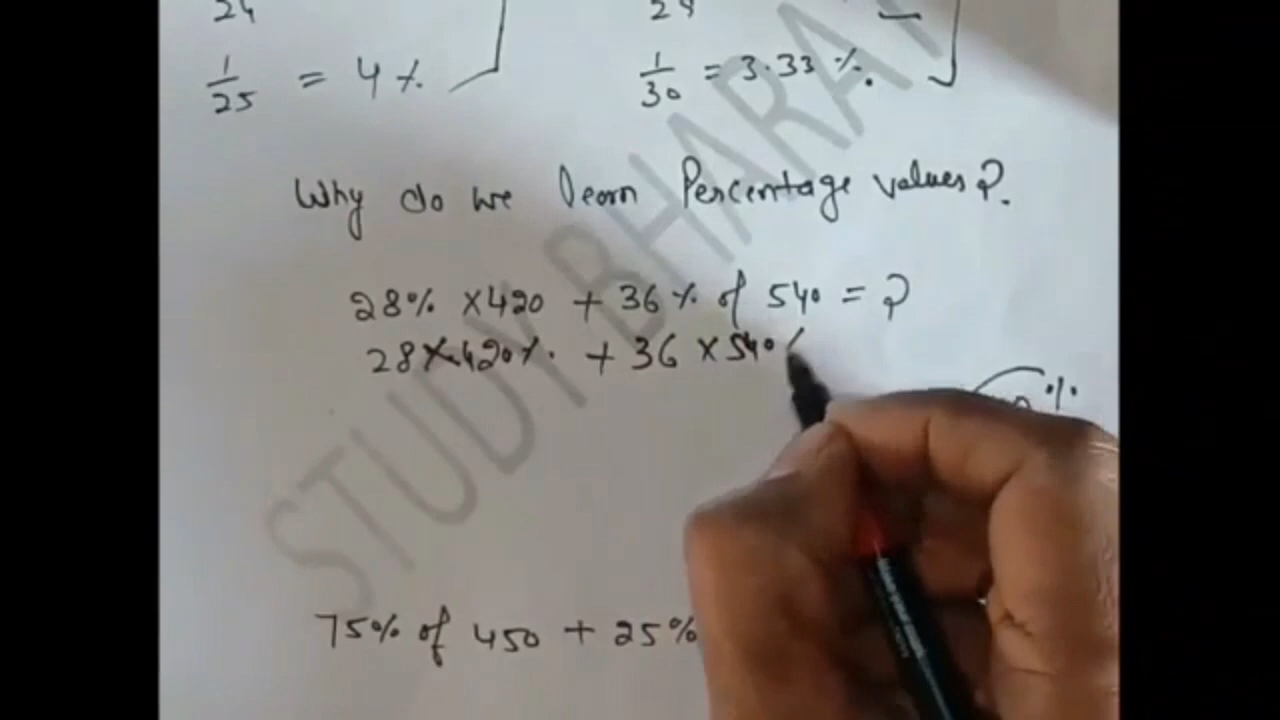 24 24
1/25 = 4% 1/30 = 3.33%.
Why do we learn Percentage values?.
28% ×420 + 36% of 540 = ?
28×420% + 36×540%
%
75% of 450 + 25%
STUDY BHARAT